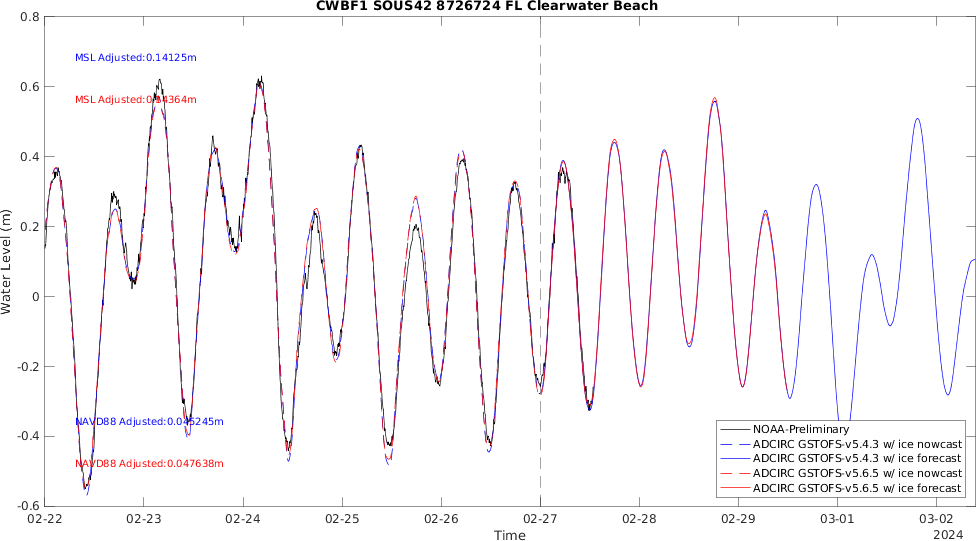 CWBF1 SOUS42 8726724 FL Clearwater Beach
0.8
0.6
0.4
0.2
0
-0.2
-0.4
-0.6
Water Level (m)
MSL Adjusted:0.14125m
MSL Adjusted:0.14364m
NAVD88 Adjusted:0.045245m
NAVD88 Adjusted:0.047638m
NOAA-Preliminary
ADCIRC GSTOFS-v5.4.3 w/ ice nowcast
ADCIRC GSTOFS-v5.4.3 w/ ice forecast
ADCIRC GSTOFS-v5.6.5 w/ ice nowcast
ADCIRC GSTOFS-v5.6.5 w/ ice forecast
02-22 02-23 02-24 02-25 02-26 02-27 02-28 02-29 03-01 03-02
Time
2024